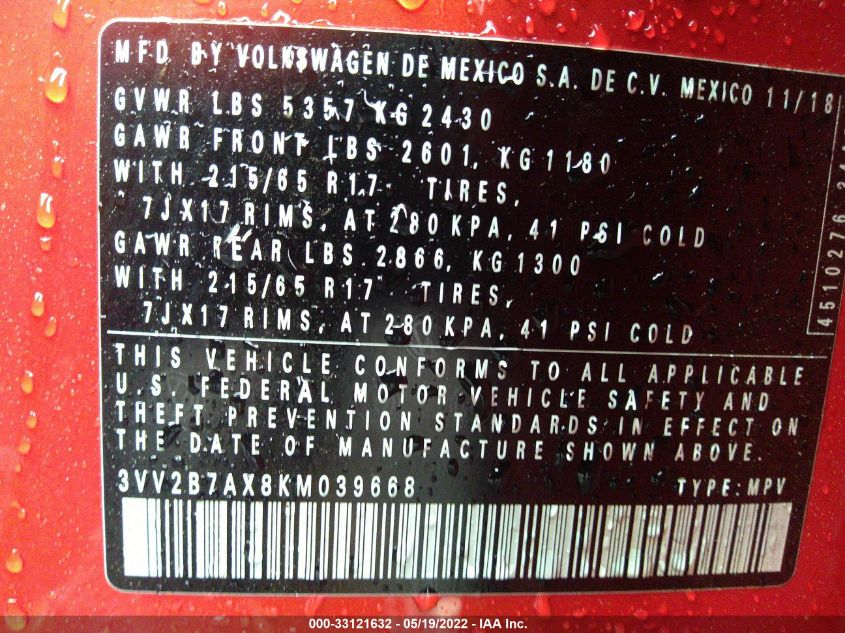 MFD BY VOLKSWAGEN DE MEXICO S.A. DE C.V. MEXICO 11/18
GVWR LBS 5357 KG 2430
GAWR FRONT LBS 2601, KG 1180
WITH 215/65 R17 TIRES,
7JX17 RIMS, AT 280 KPA, 41 PSI COLD
GAWR REAR LBS 2866, KG 1300
WITH 215/65 R17 TIRES,
7JX17 RIMS, AT 280 KPA, 41 PSI COLD
THIS VEHICLE CONFORMS TO ALL APPLICABLE
U.S. FEDERAL MOTOR VEHICLE SAFETY AND
THEFT PREVENTION STANDARDS IN EFFECT ON
THE DATE OF MANUFACTURE SHOWN ABOVE.
3VV2B7AX8KM039668 TYPE: MPV
4510276
000-33121632 - 05/19/2022 - IAA Inc.